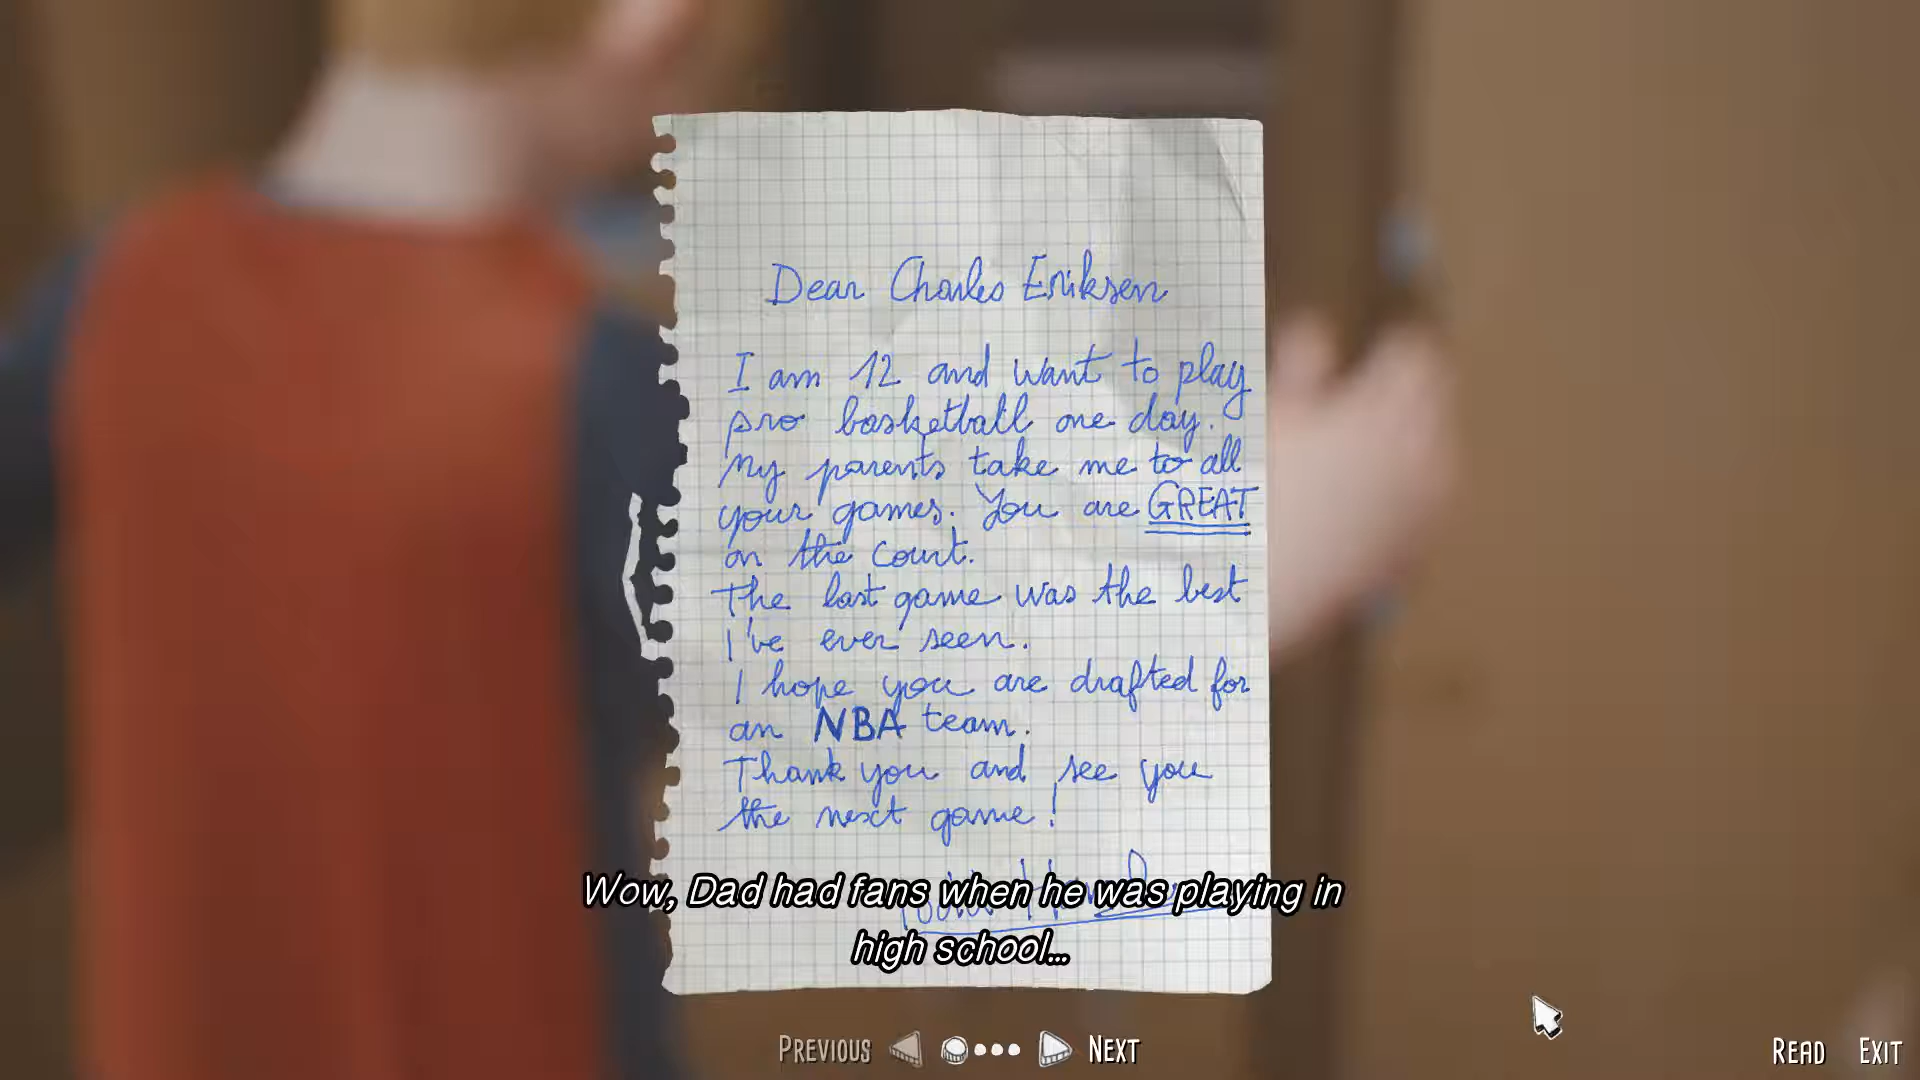 Dear Charles Eriksen
I am 12 and want to play
pro basketball one day.
My parents take me to all
your games. You are GREAT
on the court.
The last game was the best
I've ever seen.
I hope you are drafted for
an NBA team.
Thank you and see you
the next game!
Wow, Dad had fans when he was playing in
high school...
PREVIOUS NEXT
READ EXIT